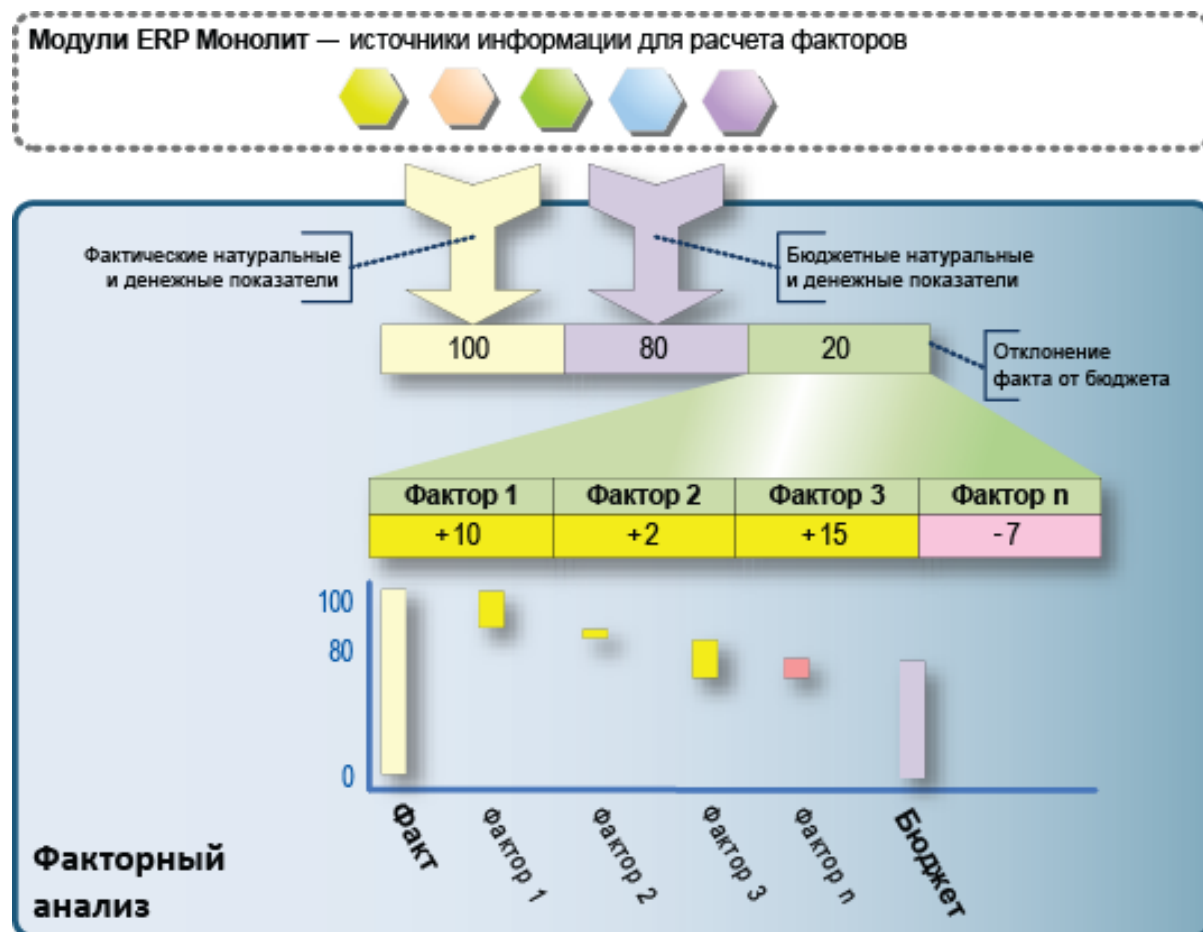 Модули ERP Монолит — источники информации для расчета факторов
Фактические натуральные
и денежные показатели
Бюджетные натуральные
и денежные показатели
100 80 20
Отклонение
факта от бюджета
Фактор 1 Фактор 2 Фактор 3 Фактор n
+10 +2 +15 -7
100
80
0
Факт Фактор 1 Фактор 2 Фактор 3 Фактор n Бюджет
Факторный
анализ